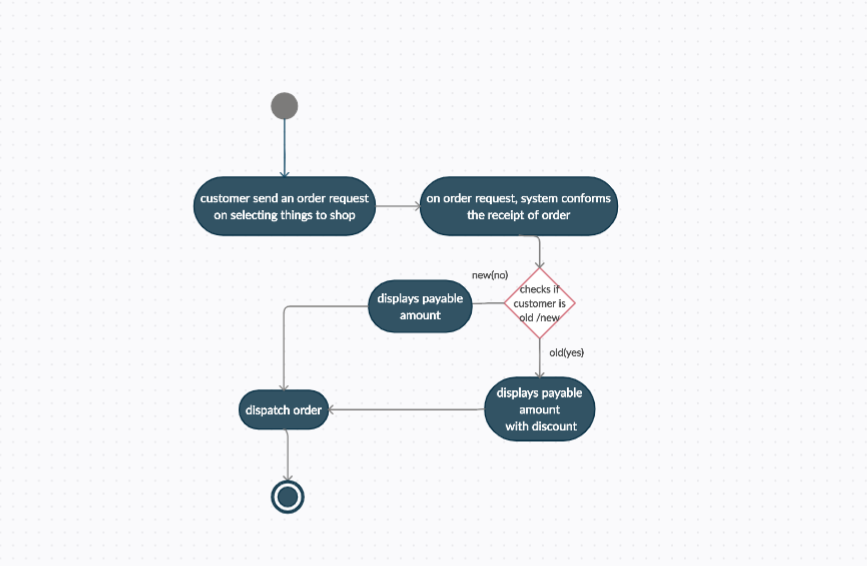 customer send an order request
on selecting things to shop
on order request, system conforms
the receipt of order
new(no)
checks if
customer is
old /new
displays payable
amount
old(yes)
displays payable
amount
with discount
dispatch order